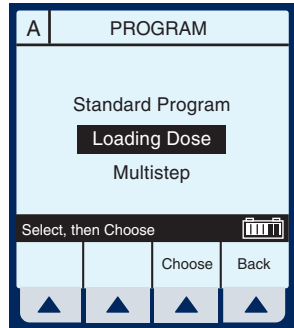 A PROGRAM
Standard Program
Loading Dose
Multistep
Select, then Choose
Choose Back